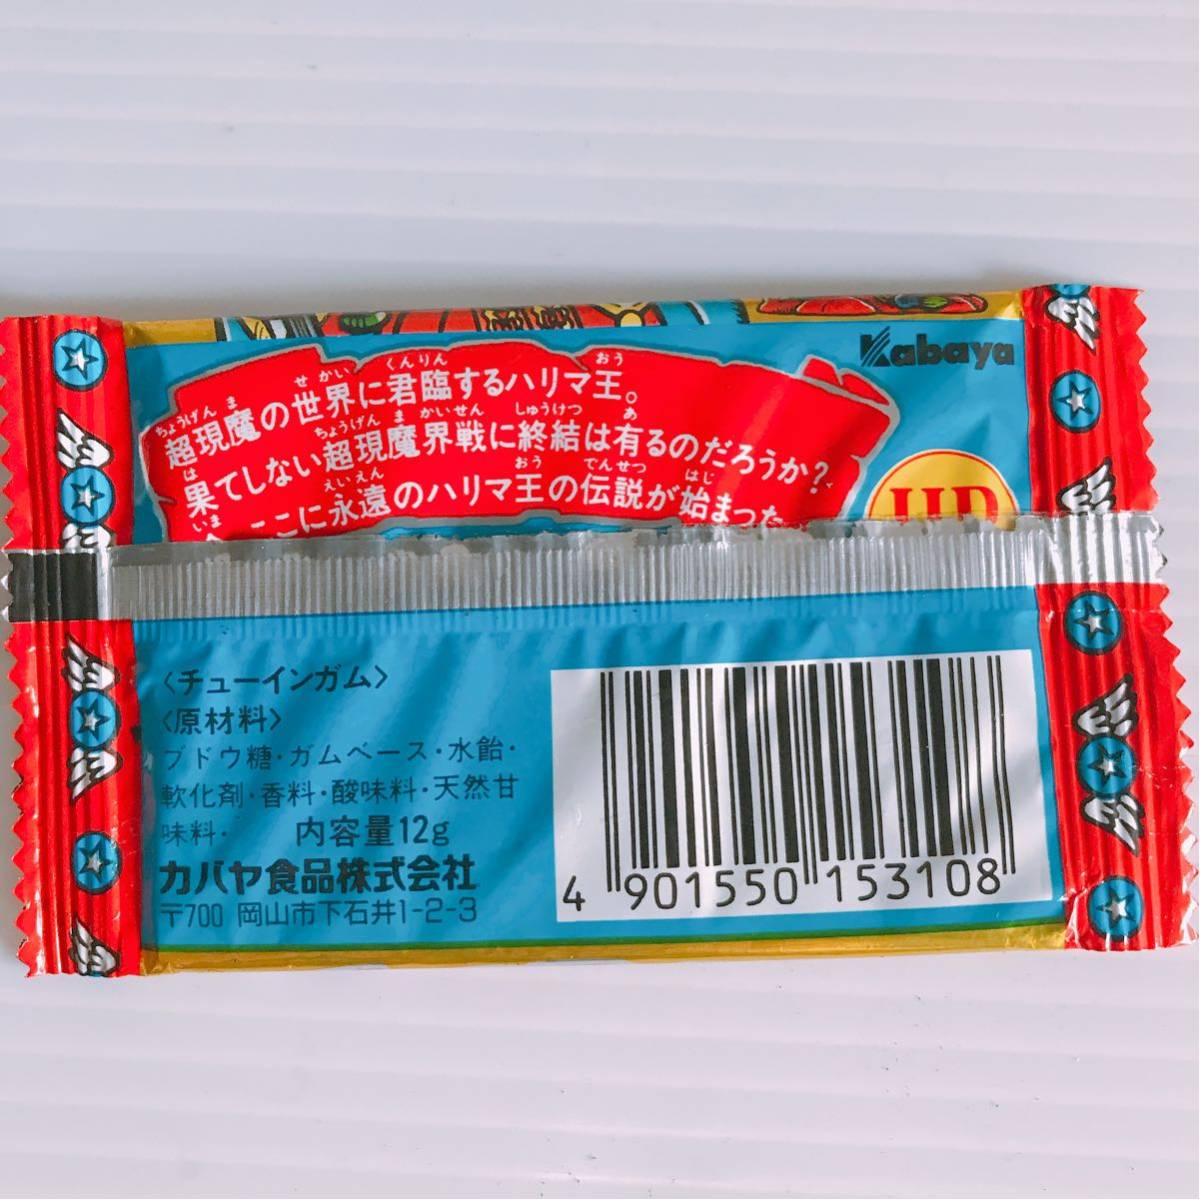 Kabaya
超現魔の世界に君臨するハリマ王。
果てしない超現魔界戦に終結は有るのだろうか?
ここに永遠のハリマ王の伝説が始まった
〈チューインガム〉
〈原材料〉
ブドウ糖・ガムベース・水飴・
軟化剤・香料・酸味料・天然甘
味料・ 内容量12g
カバヤ食品株式会社
〒700 岡山市下石井1-2-3
4 901550 153108